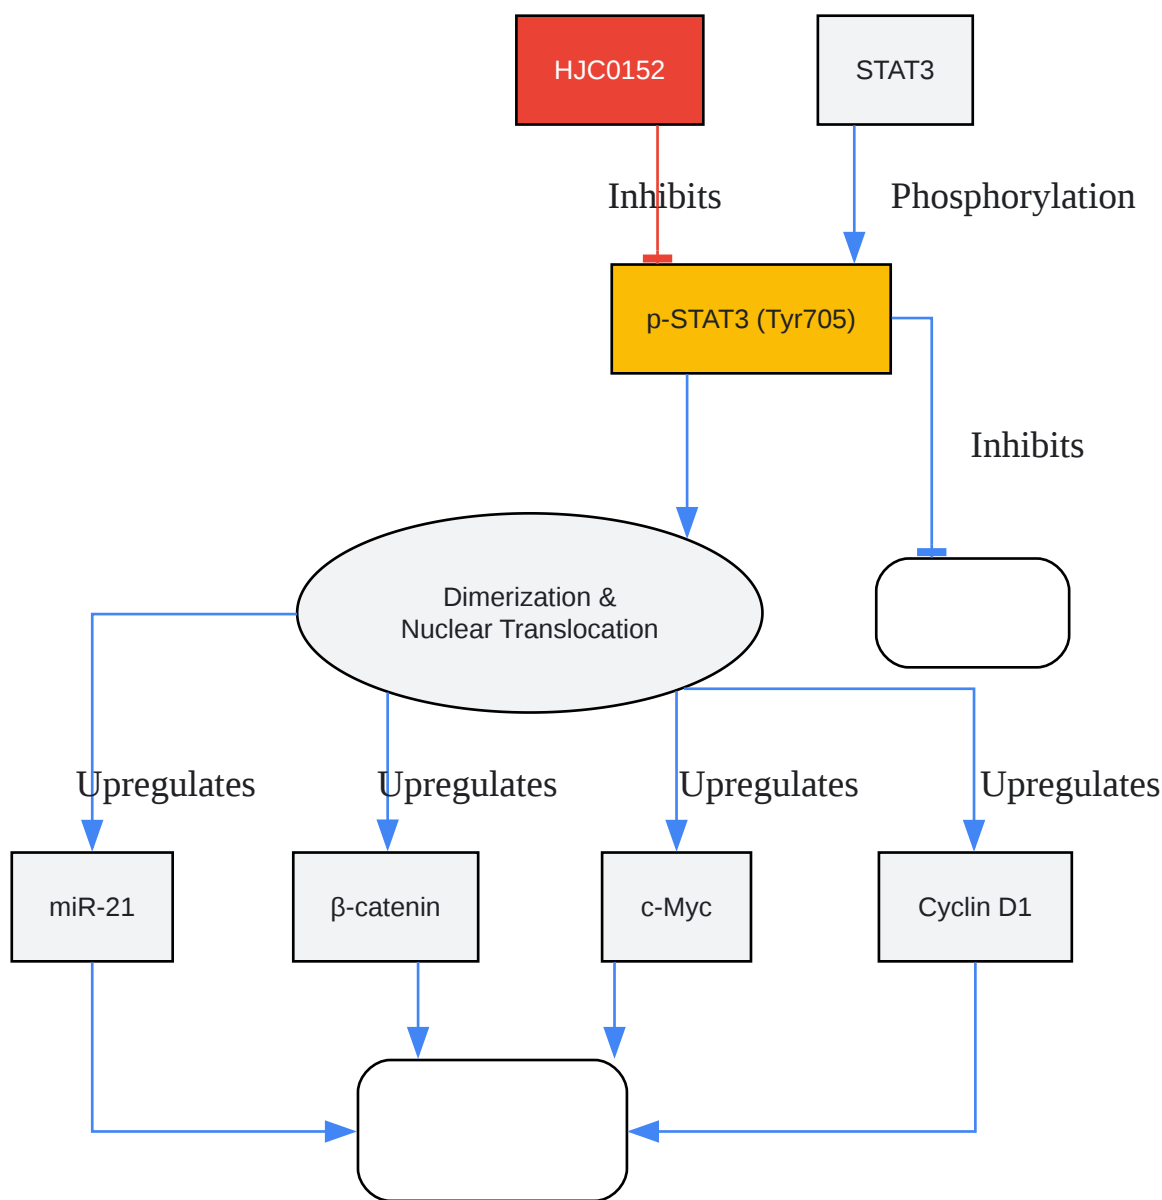 HJC0152
STAT3
Inhibits
Phosphorylation
p-STAT3 (Tyr705)
Inhibits
Dimerization &
Nuclear Translocation
Upregulates
Upregulates
Upregulates
Upregulates
miR-21
β-catenin
c-Myc
Cyclin D1